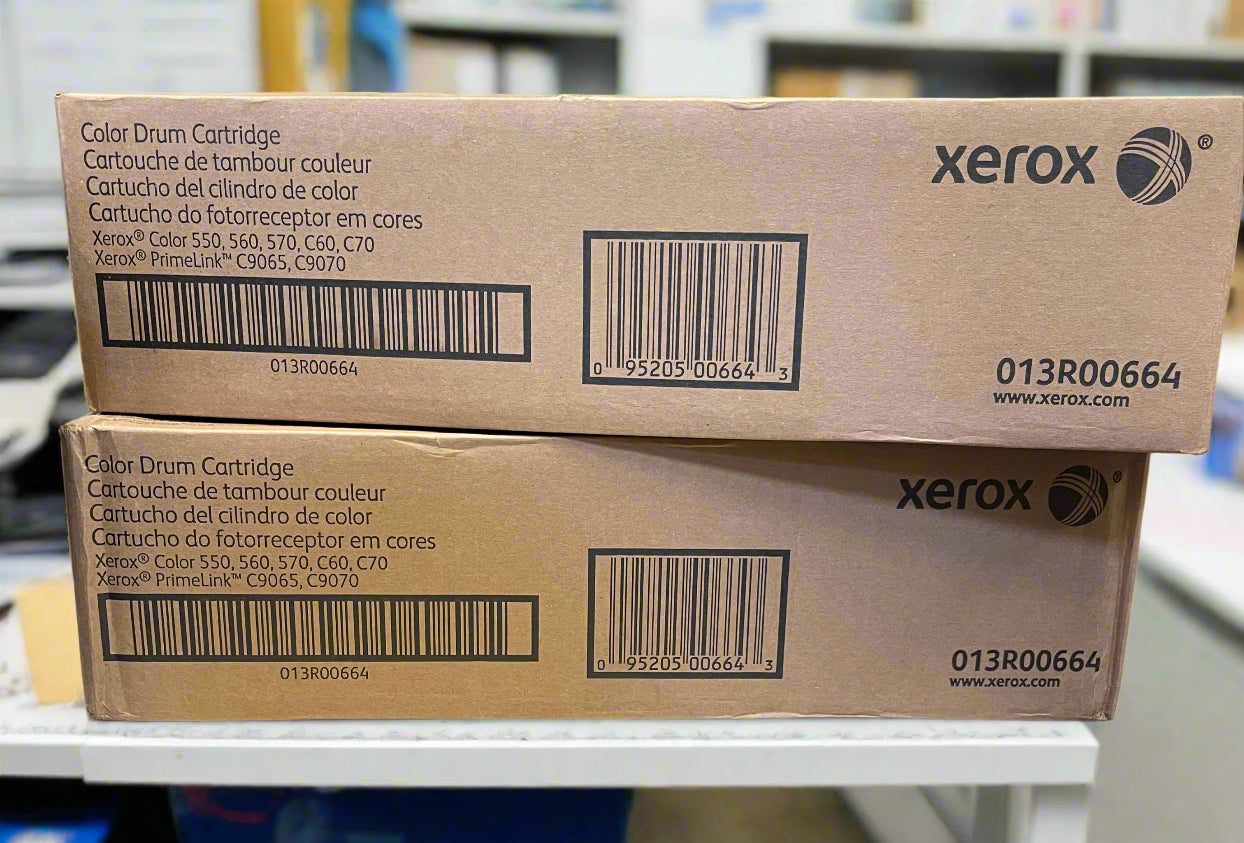 Color Drum Cartridge
Cartouche de tambour couleur
Cartucho del cilindro de color
Cartucho do fotorreceptor em cores
Xerox® Color 550, 560, 570, C60, C70
Xerox® PrimeLink™ C9065, C9070
013R00664
0 95205 00664 3
xerox ®
013R00664
www.xerox.com
Color Drum Cartridge
Cartouche de tambour couleur
Cartucho del cilindro de color
Cartucho do fotorreceptor em cores
Xerox® Color 550, 560, 570, C60, C70
Xerox® PrimeLink™ C9065, C9070
013R00664
0 95205 00664 3
xerox ®
013R00664
www.xerox.com